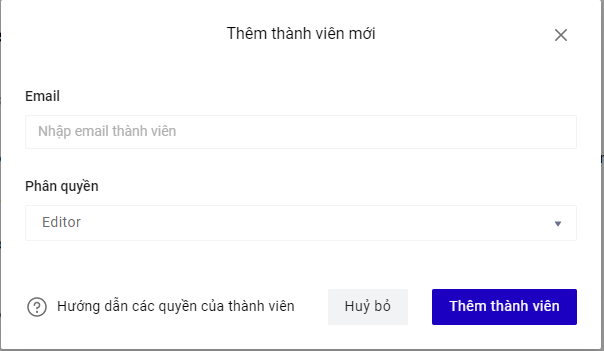 Thêm thành viên mới
Email
Nhập email thành viên
Phân quyền
Editor
Hướng dẫn các quyền của thành viên
Huỷ bỏ
Thêm thành viên